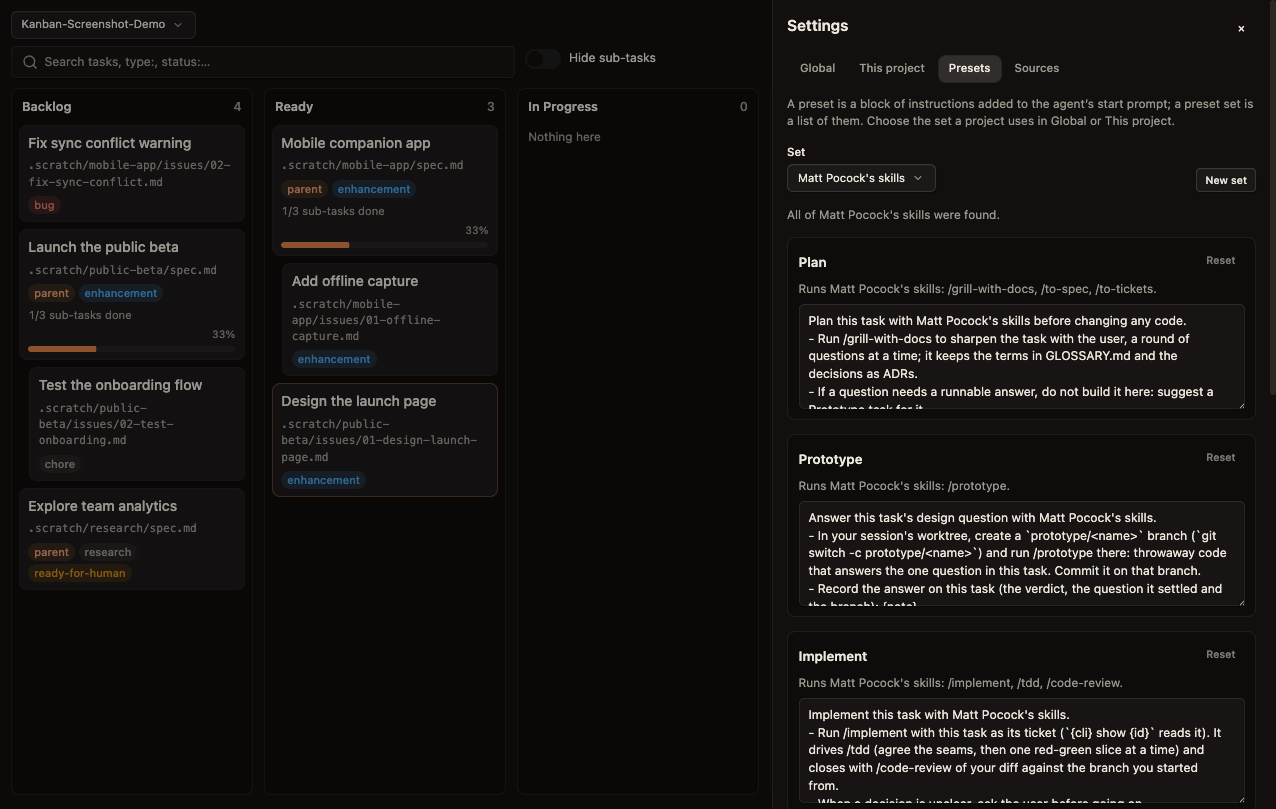 Kanban-Screenshot-Demo
Search tasks, type:, status:...
Hide sub-tasks
Backlog
4
Fix sync conflict warning
.scratch/mobile-app/issues/02-
fix-sync-conflict.md
bug
Launch the public beta
.scratch/public-beta/spec.md
parent
enhancement
1/3 sub-tasks done
33%
Test the onboarding flow
.scratch/public-
beta/issues/02-test-
onboarding.md
chore
Explore team analytics
.scratch/research/spec.md
parent
research
ready-for-human
Ready
3
Mobile companion app
.scratch/mobile-app/spec.md
parent
enhancement
1/3 sub-tasks done
33%
Add offline capture
.scratch/mobile-
app/issues/01-offline-
capture.md
enhancement
Design the launch page
.scratch/public-
beta/issues/01-design-launch-
page.md
enhancement
In Progress
0
Nothing here
Settings
×
Global
This project
Presets
Sources
A preset is a block of instructions added to the agent's start prompt; a preset set is
a list of them. Choose the set a project uses in Global or This project.
Set
Matt Pocock's skills
New set
All of Matt Pocock's skills were found.
Plan
Reset
Runs Matt Pocock's skills: /grill-with-docs, /to-spec, /to-tickets.
Plan this task with Matt Pocock's skills before changing any code.
- Run /grill-with-docs to sharpen the task with the user, a round of
questions at a time; it keeps the terms in GLOSSARY.md and the
decisions as ADRs.
- If a question needs a runnable answer, do not build it here: suggest a
Prototype task for it
Prototype
Reset
Runs Matt Pocock's skills: /prototype.
Answer this task's design question with Matt Pocock's skills.
- In your session's worktree, create a `prototype/<name>` branch (`git
switch -c prototype/<name>`) and run /prototype there: throwaway code
that answers the one question in this task. Commit it on that branch.
- Record the answer on this task (the verdict, the question it settled and
the branch): {note}
Implement
Reset
Runs Matt Pocock's skills: /implement, /tdd, /code-review.
Implement this task with Matt Pocock's skills.
- Run /implement with this task as its ticket (`{cli} show {id}` reads it). It
drives /tdd (agree the seams, then one red-green slice at a time) and
closes with /code-review of your diff against the branch you started
from.
- When a decision is unclear, ask the user before going on